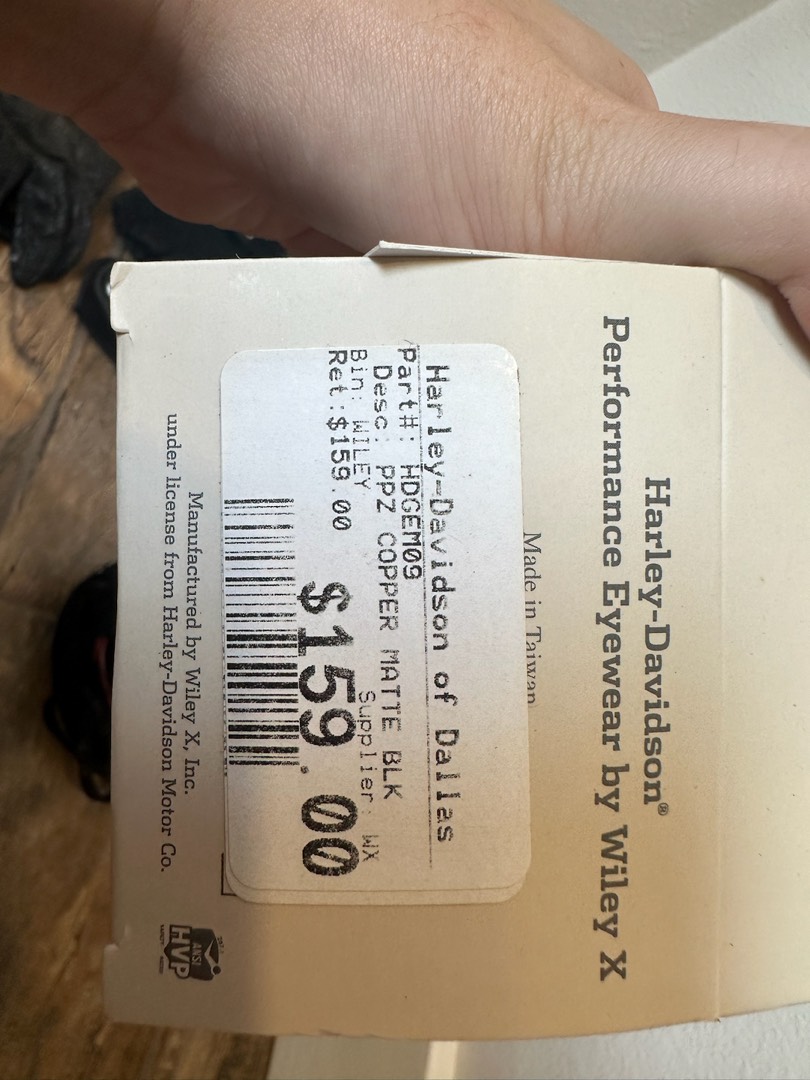 Harley-Davidson®
Performance Eyewear by Wiley X
Made in Taiwan
Harley-Davidson of Dallas
Part#: HDGEM09
Desc: PPZ COPPER MATTE BLK
Bin: WILEY Supplier: WX
Ret:$159.00
$159.00
Manufactured by Wiley X, Inc.
under license from Harley-Davidson Motor Co.
ANSI
HVP